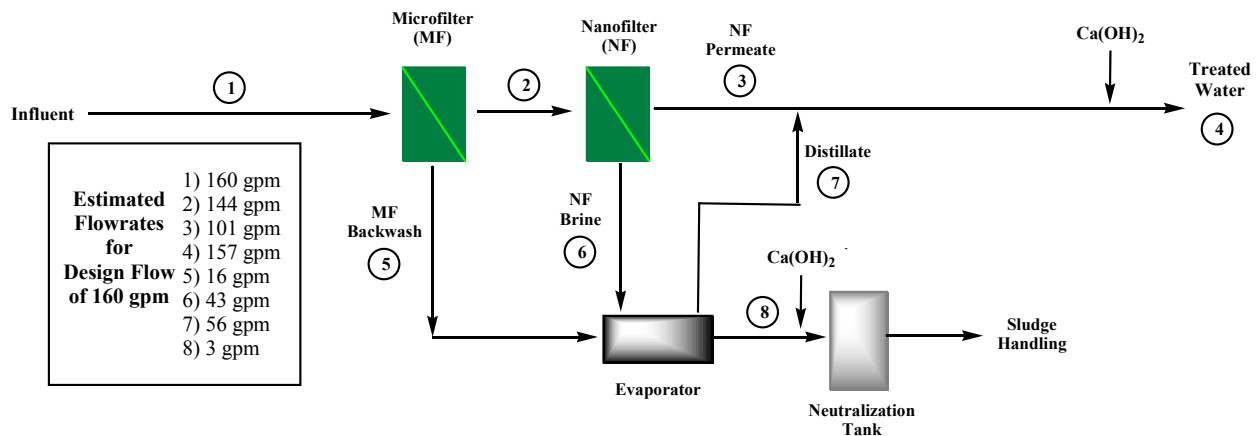 Microfilter
(MF)
Nanofilter
(NF)
NF
Permeate
3
Ca(OH)2
Treated
Water
4
Influent
1
2
Estimated
Flowrates
for
Design Flow
of 160 gpm
1) 160 gpm
2) 144 gpm
3) 101 gpm
4) 157 gpm
5) 16 gpm
6) 43 gpm
7) 56 gpm
8) 3 gpm
MF
Backwash
5
NF
Brine
6
Distillate
7
Ca(OH)2
8
Evaporator
Neutralization
Tank
Sludge
Handling